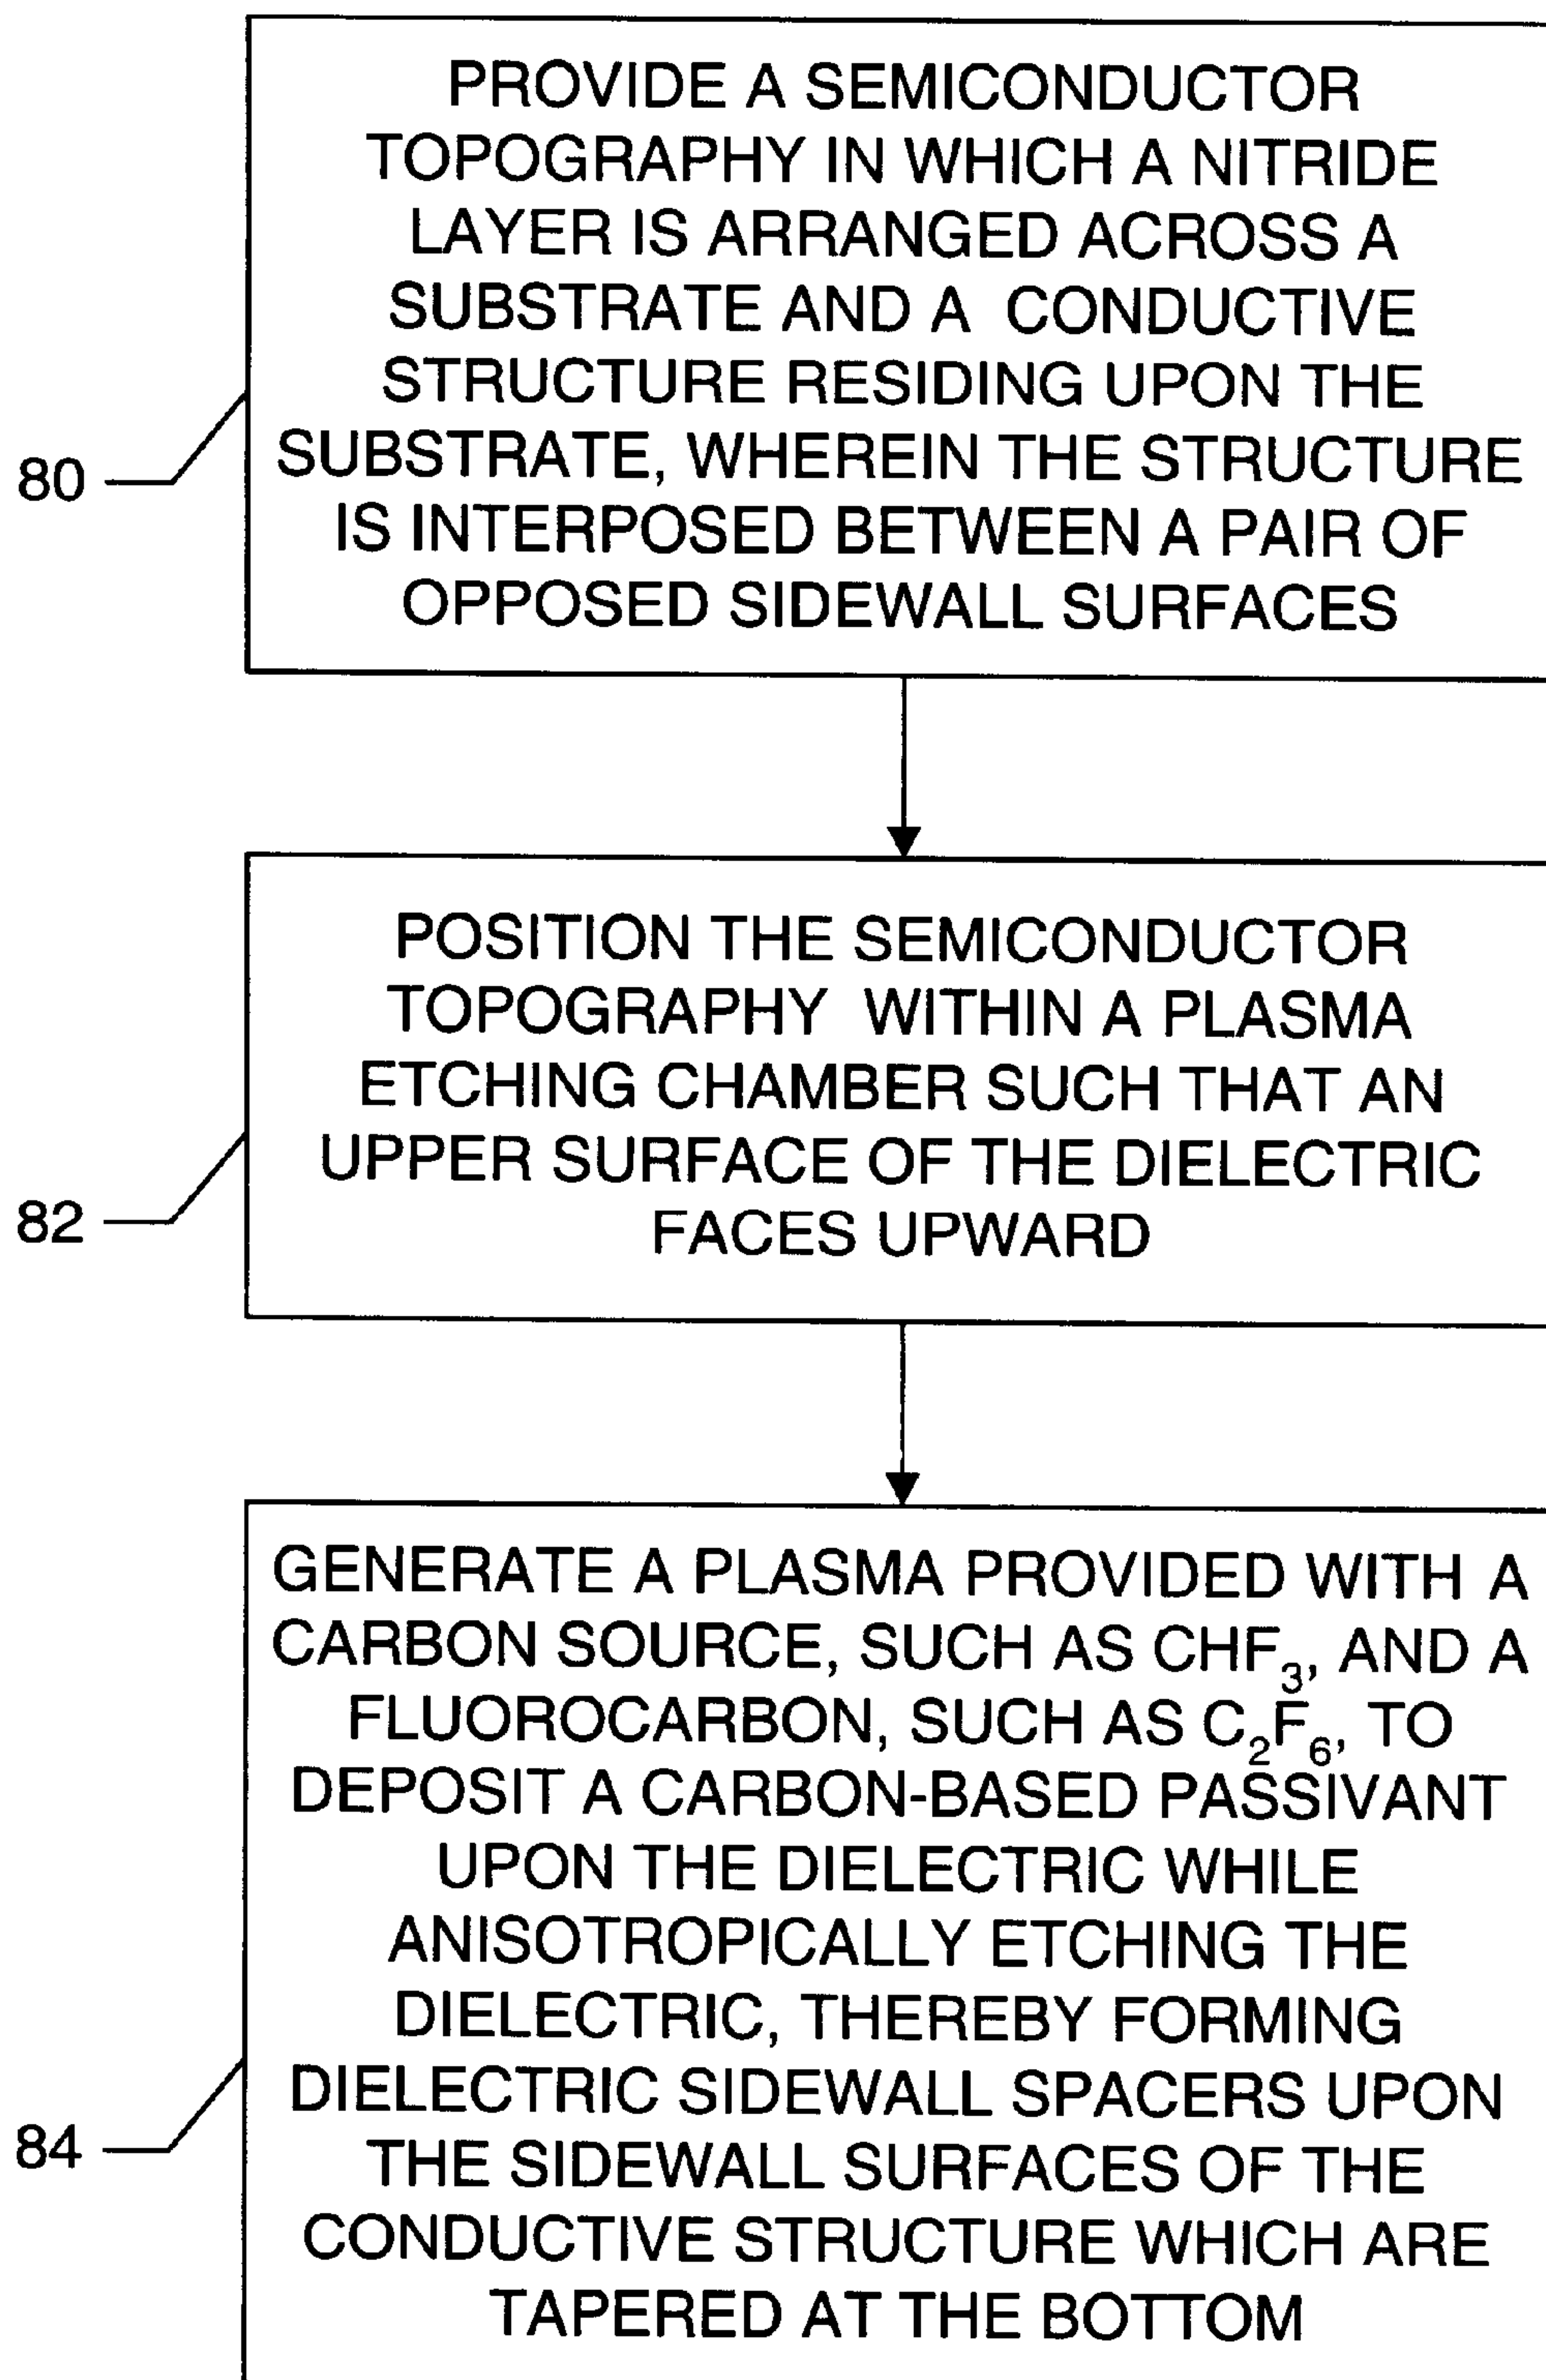 PROVIDE A SEMICONDUCTOR
TOPOGRAPHY IN WHICH A NITRIDE
LAYER IS ARRANGED ACROSS A
SUBSTRATE AND A CONDUCTIVE
STRUCTURE RESIDING UPON THE
SUBSTRATE, WHEREIN THE STRUCTURE
IS INTERPOSED BETWEEN A PAIR OF
OPPOSED SIDEWALL SURFACES
80
POSITION THE SEMICONDUCTOR
TOPOGRAPHY WITHIN A PLASMA
ETCHING CHAMBER SUCH THAT AN
UPPER SURFACE OF THE DIELECTRIC
FACES UPWARD
82
GENERATE A PLASMA PROVIDED WITH A
CARBON SOURCE, SUCH AS CHF₃, AND A
FLUOROCARBON, SUCH AS C₂F₆, TO
DEPOSIT A CARBON-BASED PASSIVANT
UPON THE DIELECTRIC WHILE
ANISOTROPICALLY ETCHING THE
DIELECTRIC, THEREBY FORMING
DIELECTRIC SIDEWALL SPACERS UPON
THE SIDEWALL SURFACES OF THE
CONDUCTIVE STRUCTURE WHICH ARE
TAPERED AT THE BOTTOM
84